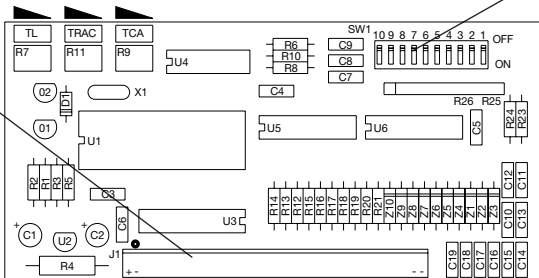 TL TRAC TCA
R7 R11 R9
SW1 10 9 8 7 6 5 4 3 2 1 OFF
ON
U4
R6
R10
R8
C9
C8
C7
02
D1
X1
C4
R26 R25
01
U1
U5
U6
C5
R24
R23
R2
R1
R3
R5
C3
C12
C11
R14
R13
R12
R15
R16
R17
R18
R19
R20
R21
Z10
Z9
Z8
Z7
Z6
Z5
Z4
Z1
Z2
Z3
C6
U3
C10
C13
+ C1
U2
+ C2
J1
R4
+ -
- -
C19
C18
C17
C16
C15
C14